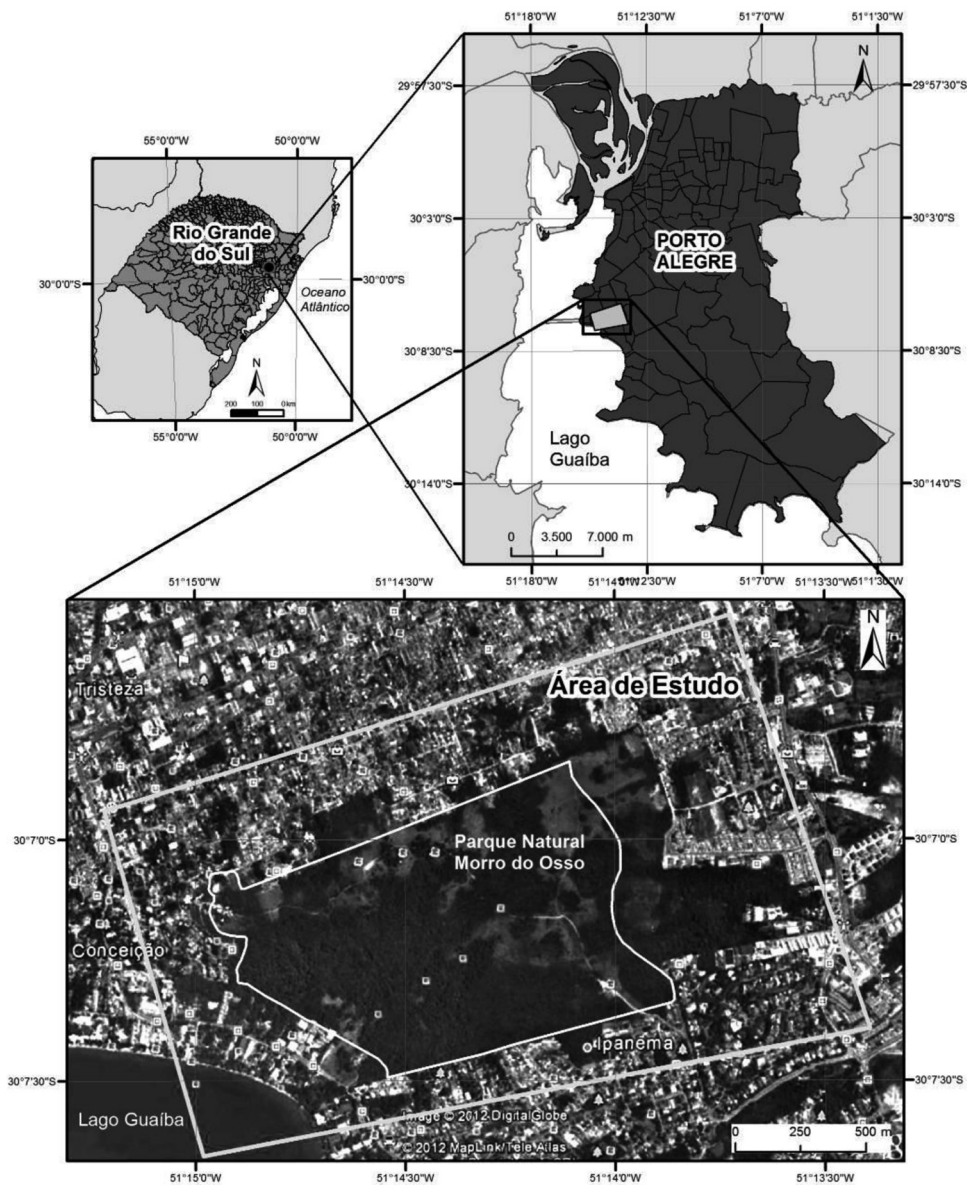 55°0'0"W
50°0'0"W
Rio Grande
do Sul
30°0'0"S
30°0'0"S
Oceano
Atlântico
N
200 100 0 km
55°0'0"W
50°0'0"W
51°18'0"W
51°12'30"W
51°7'0"W
51°1'30"W
N
29°57'30"S
29°57'30"S
30°3'0"S
30°3'0"S
PORTO
ALEGRE
30°8'30"S
30°8'30"S
Lago
Guaíba
30°14'0"S
30°14'0"S
0 3.500 7.000 m
51°18'0"W
51°12'30"W
51°7'0"W
51°1'30"W
51°15'0"W
51°14'30"W
51°14'0"W
51°13'30"W
N
Tristeza
Área de Estudo
30°7'0"S
30°7'0"S
Parque Natural
Morro do Osso
Conceição
Ipanema
30°7'30"S
30°7'30"S
Lago Guaíba
Image © 2012 DigitalGlobe
© 2012 MapLink/Tele Atlas
0 250 500 m
51°15'0"W
51°14'30"W
51°14'0"W
51°13'30"W